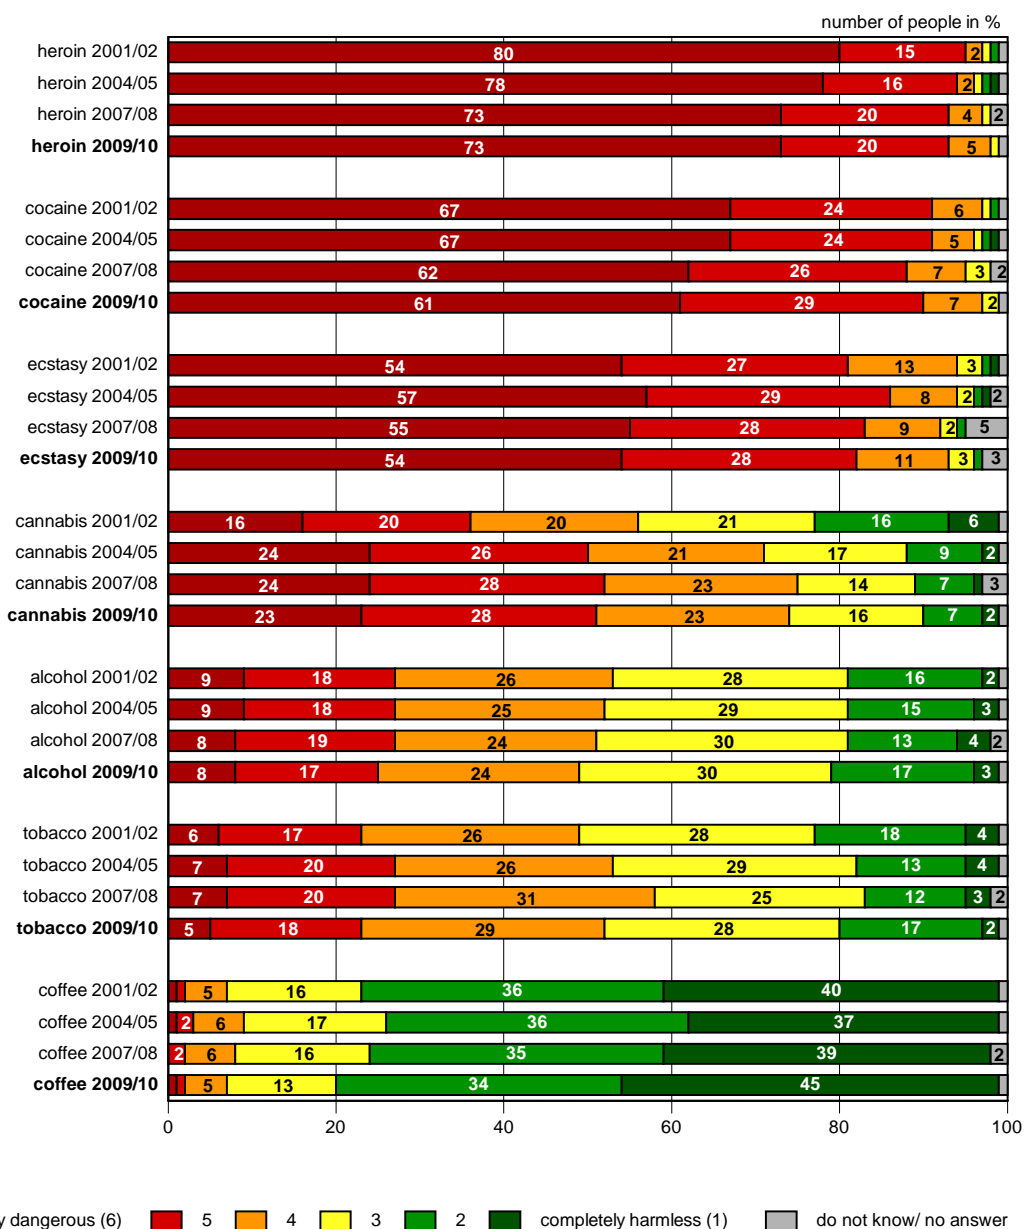 number of people in %
heroin 2001/02 80 15 2
heroin 2004/05 78 16 2
heroin 2007/08 73 20 4 2
heroin 2009/10 73 20 5
cocaine 2001/02 67 24 6
cocaine 2004/05 67 24 5
cocaine 2007/08 62 26 7 3 2
cocaine 2009/10 61 29 7 2
ecstasy 2001/02 54 27 13 3
ecstasy 2004/05 57 29 8 2 2
ecstasy 2007/08 55 28 9 2 5
ecstasy 2009/10 54 28 11 3 3
cannabis 2001/02 16 20 20 21 16 6
cannabis 2004/05 24 26 21 17 9 2
cannabis 2007/08 24 28 23 14 7 3
cannabis 2009/10 23 28 23 16 7 2
alcohol 2001/02 9 18 26 28 16 2
alcohol 2004/05 9 18 25 29 15 3
alcohol 2007/08 8 19 24 30 13 4 2
alcohol 2009/10 8 17 24 30 17 3
tobacco 2001/02 6 17 26 28 18 4
tobacco 2004/05 7 20 26 29 13 4
tobacco 2007/08 7 20 31 25 12 3 2
tobacco 2009/10 5 18 29 28 17 2
coffee 2001/02 5 16 36 40
coffee 2004/05 2 6 17 36 37
coffee 2007/08 2 6 16 35 39 2
coffee 2009/10 5 13 34 45
0 20 40 60 80 100
y dangerous (6) 5 4 3 2 completely harmless (1) do not know/ no answer